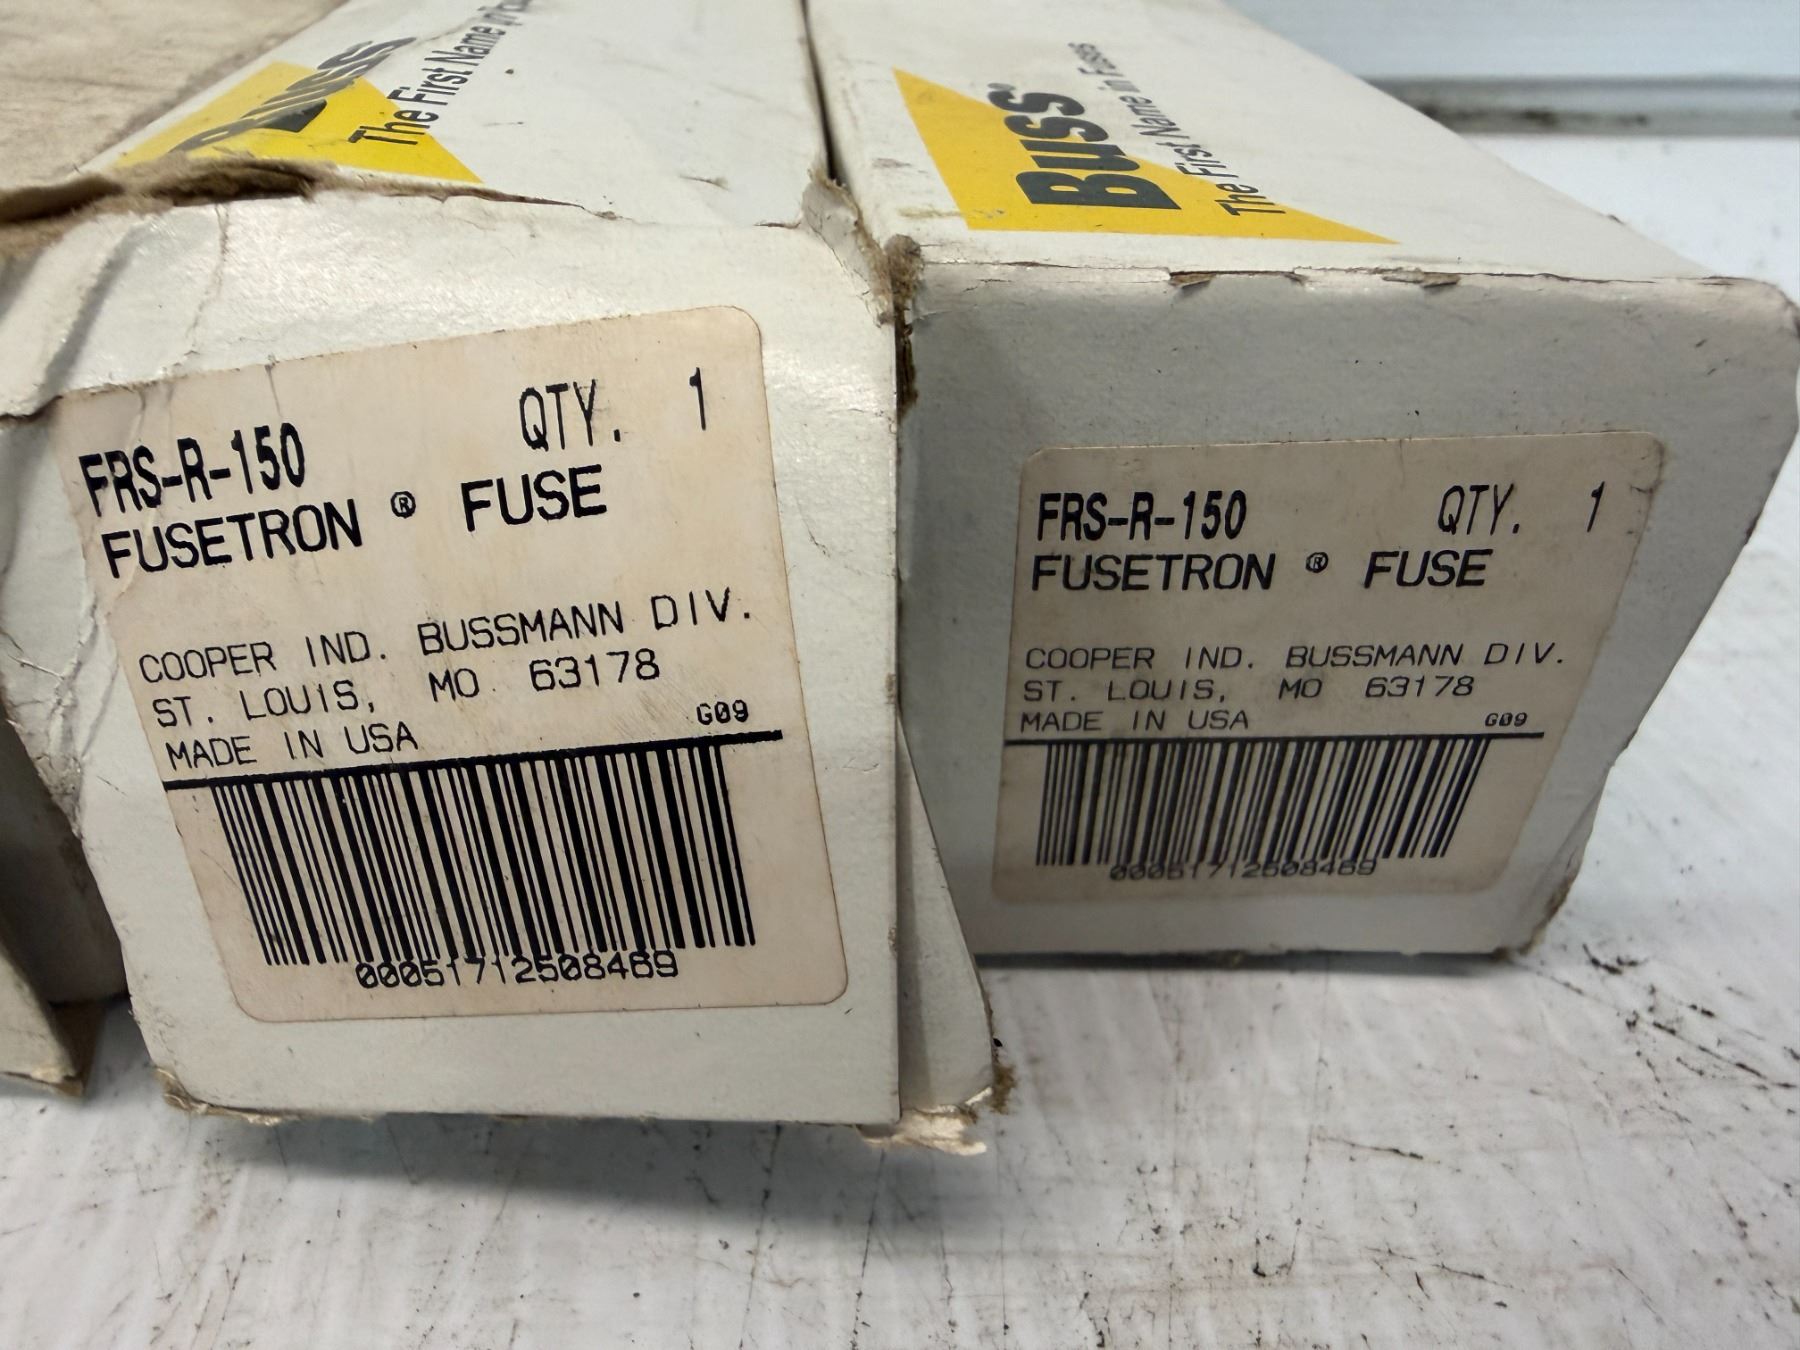 BUSS
The First Name in
BUSS
The First Name in Fuses
FRS-R-150 QTY. 1
FUSETRON ® FUSE
COOPER IND. BUSSMANN DIV.
ST. LOUIS, MO 63178
MADE IN USA G09
00051712508469
FRS-R-150 QTY. 1
FUSETRON ® FUSE
COOPER IND. BUSSMANN DIV.
ST. LOUIS, MO 63178
MADE IN USA G09
00051712508469